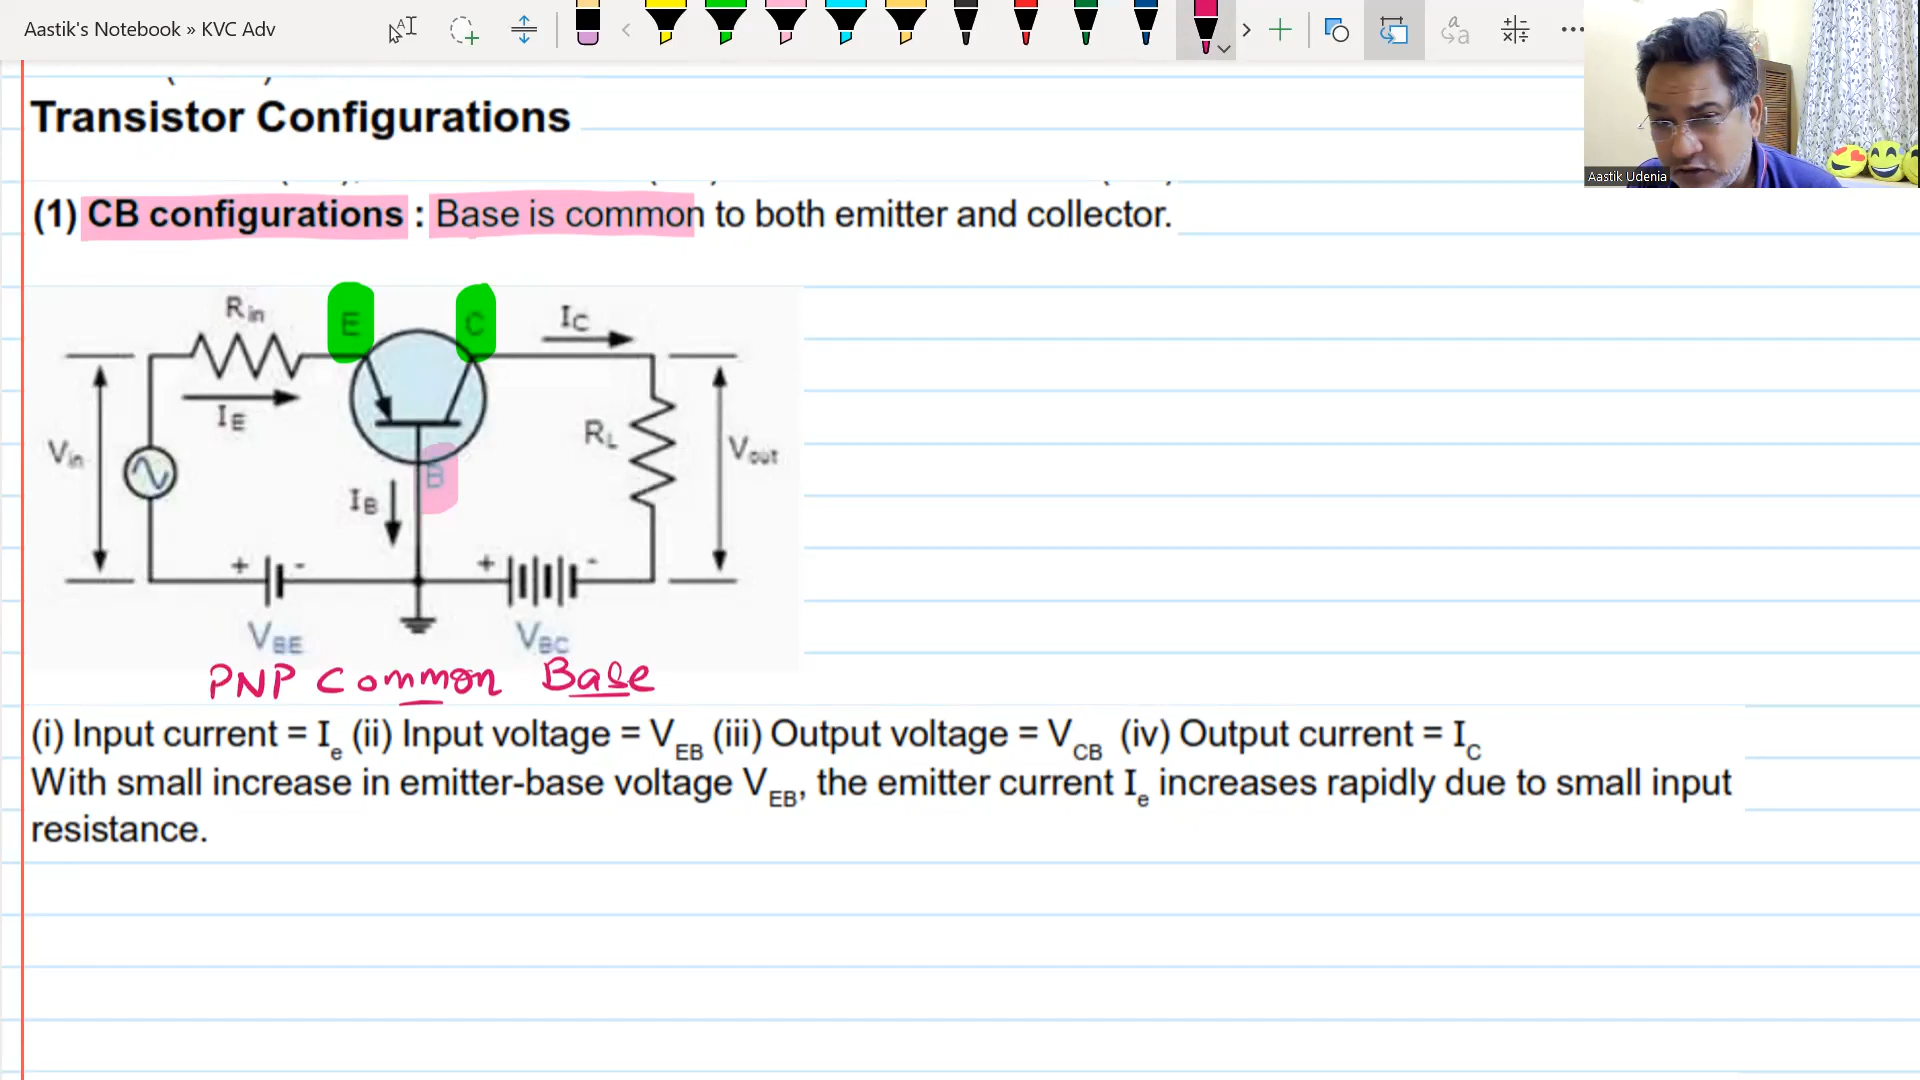 Aastik's Notebook » KVC Adv
Aastik Udenia
Transistor Configurations
(1) CB configurations : Base is common to both emitter and collector.
Rin
E
C
IC
IE
Vin
RL
Vout
B
IB
+ -
+ -
VBE
VBC
PNP Common Base
(i) Input current = Ie (ii) Input voltage = VEB (iii) Output voltage = VCB (iv) Output current = IC
With small increase in emitter-base voltage VEB, the emitter current Ie increases rapidly due to small input
resistance.